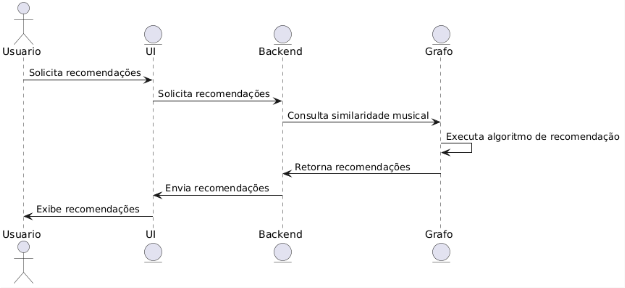 Usuario UI Backend Grafo
Solicita recomendações
Solicita recomendações
Consulta similaridade musical
Executa algoritmo de recomendação
Retorna recomendações
Envia recomendações
Exibe recomendações
Usuario UI Backend Grafo